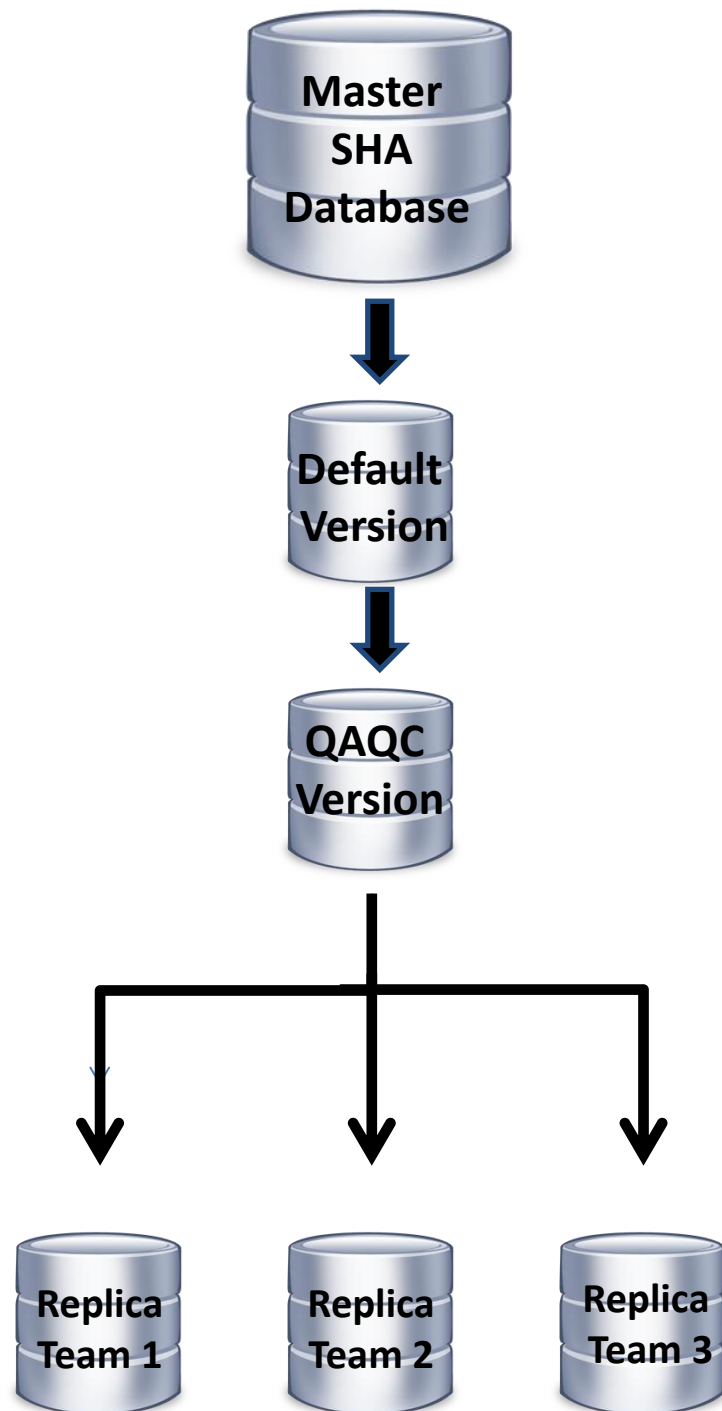 Master
SHA
Database
Default
Version
QAQC
Version
Replica
Team 1
Replica
Team 2
Replica
Team 3